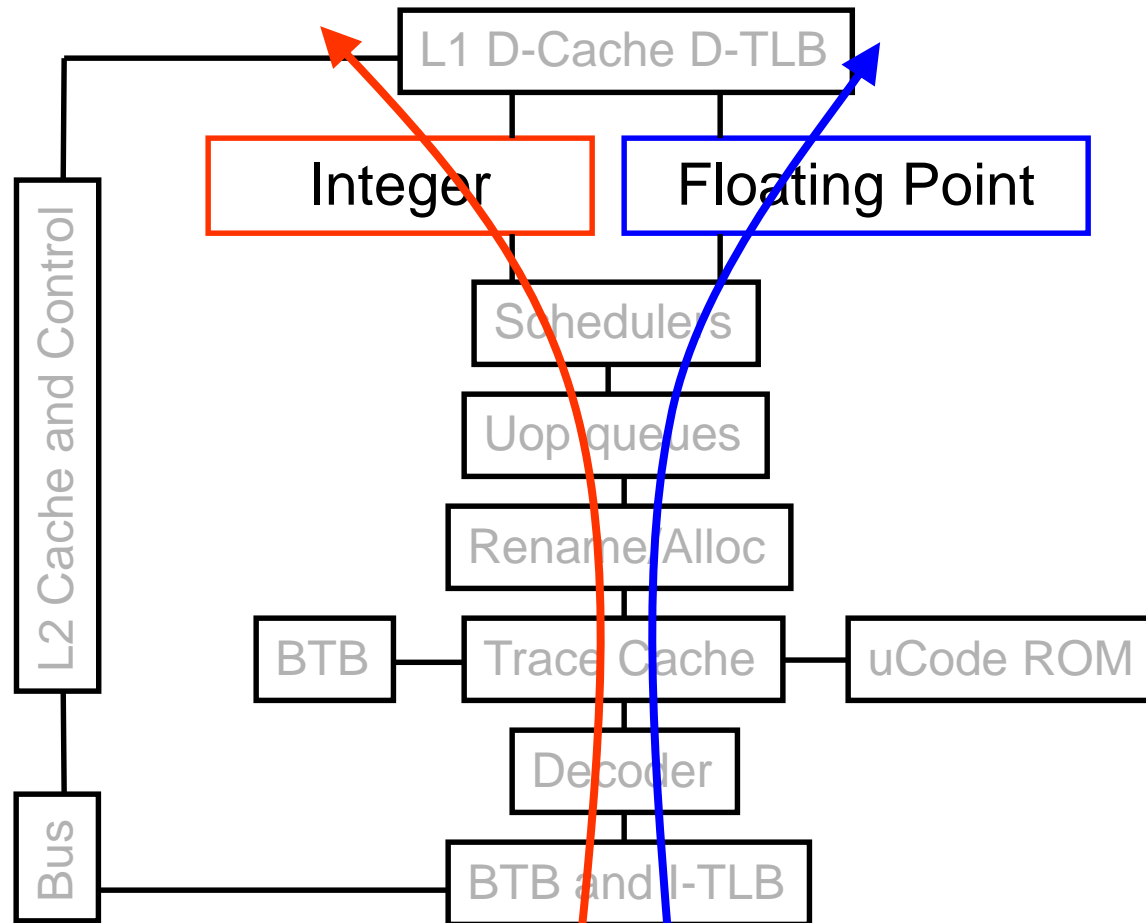 L1 D-Cache D-TLB
Integer
Floating Point
L2 Cache and Control
Schedulers
Uop queues
Rename/Alloc
BTB
Trace Cache
uCode ROM
Decoder
Bus
BTB and I-TLB